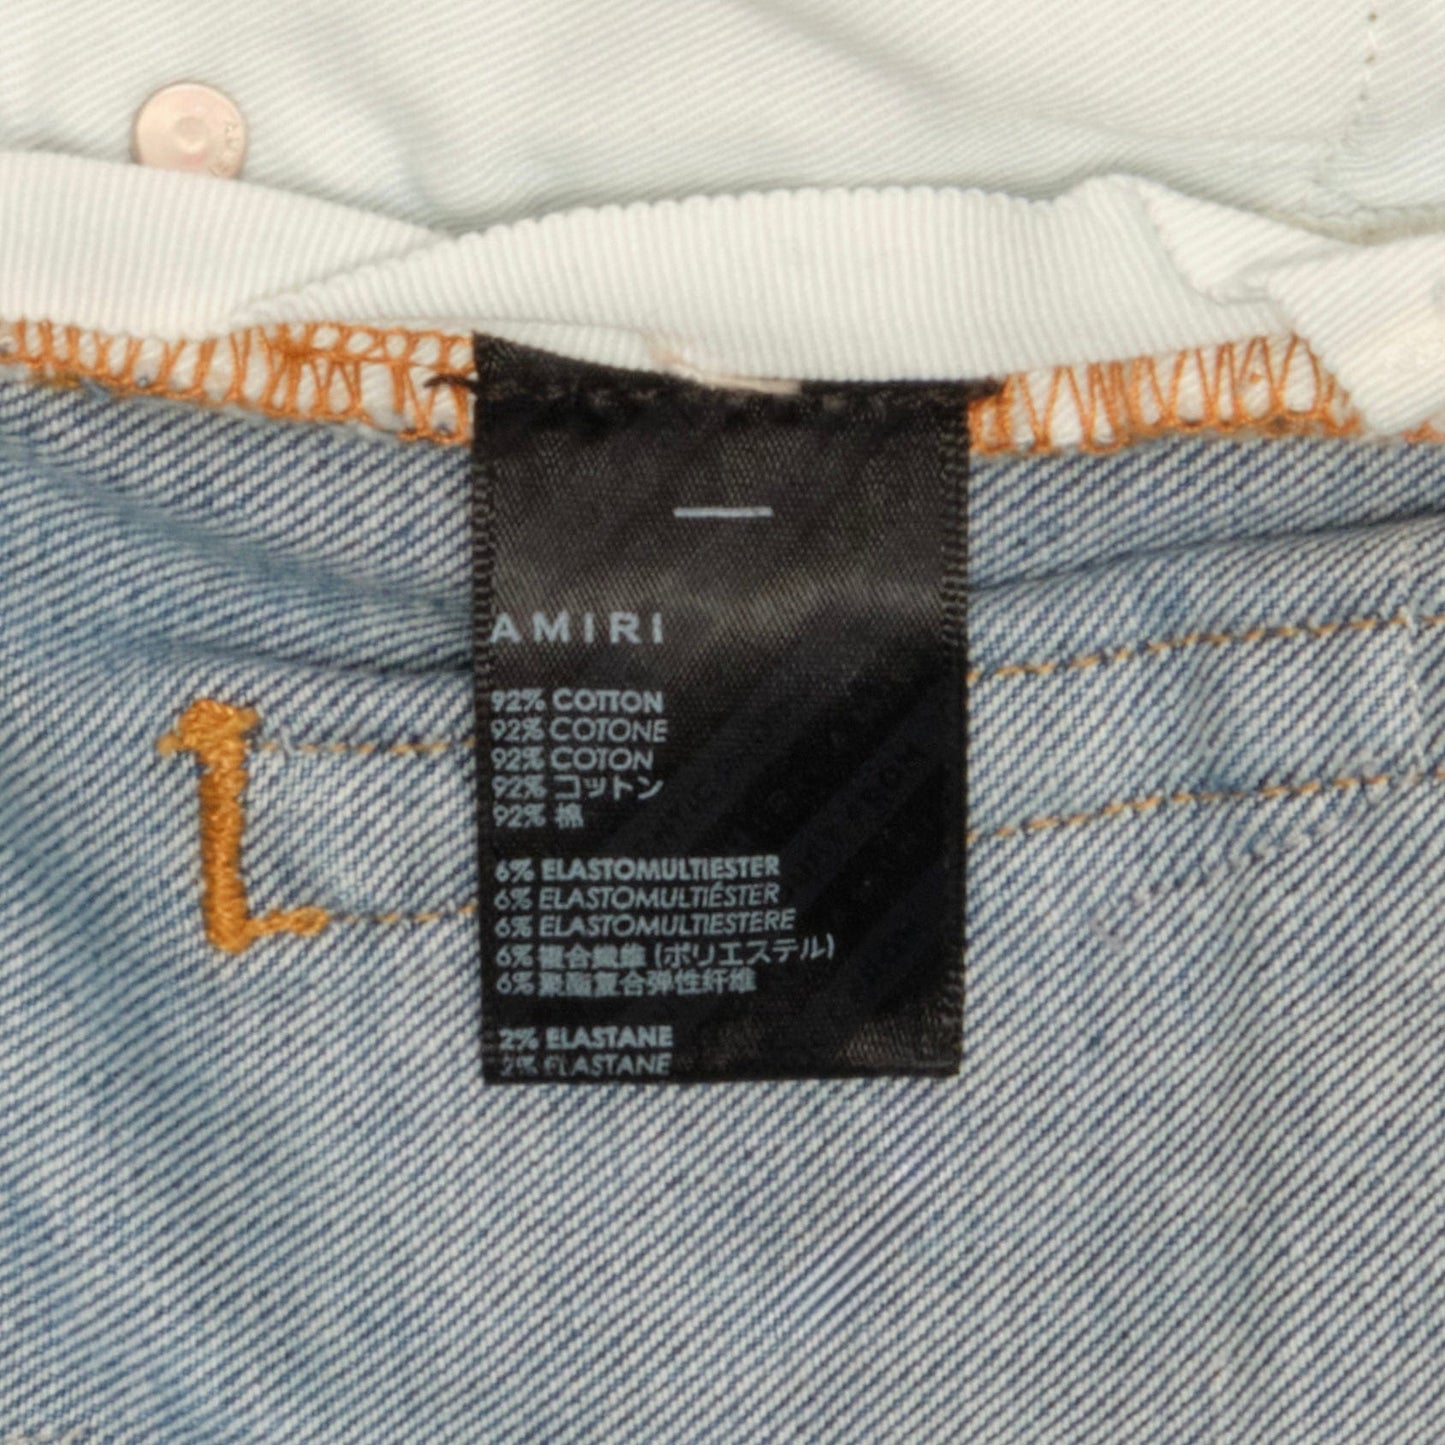 AMIRI
92% COTTON
92% COTONE
92% COTON
92% コットン
92% 棉
6% ELASTOMULTIESTER
6% ELASTOMULTIÉSTER
6% ELASTOMULTIESTERE
6% 複合繊維 (ポリエステル)
6% 聚酯复合弹性纤维
2% ELASTANE
2% ELASTANE